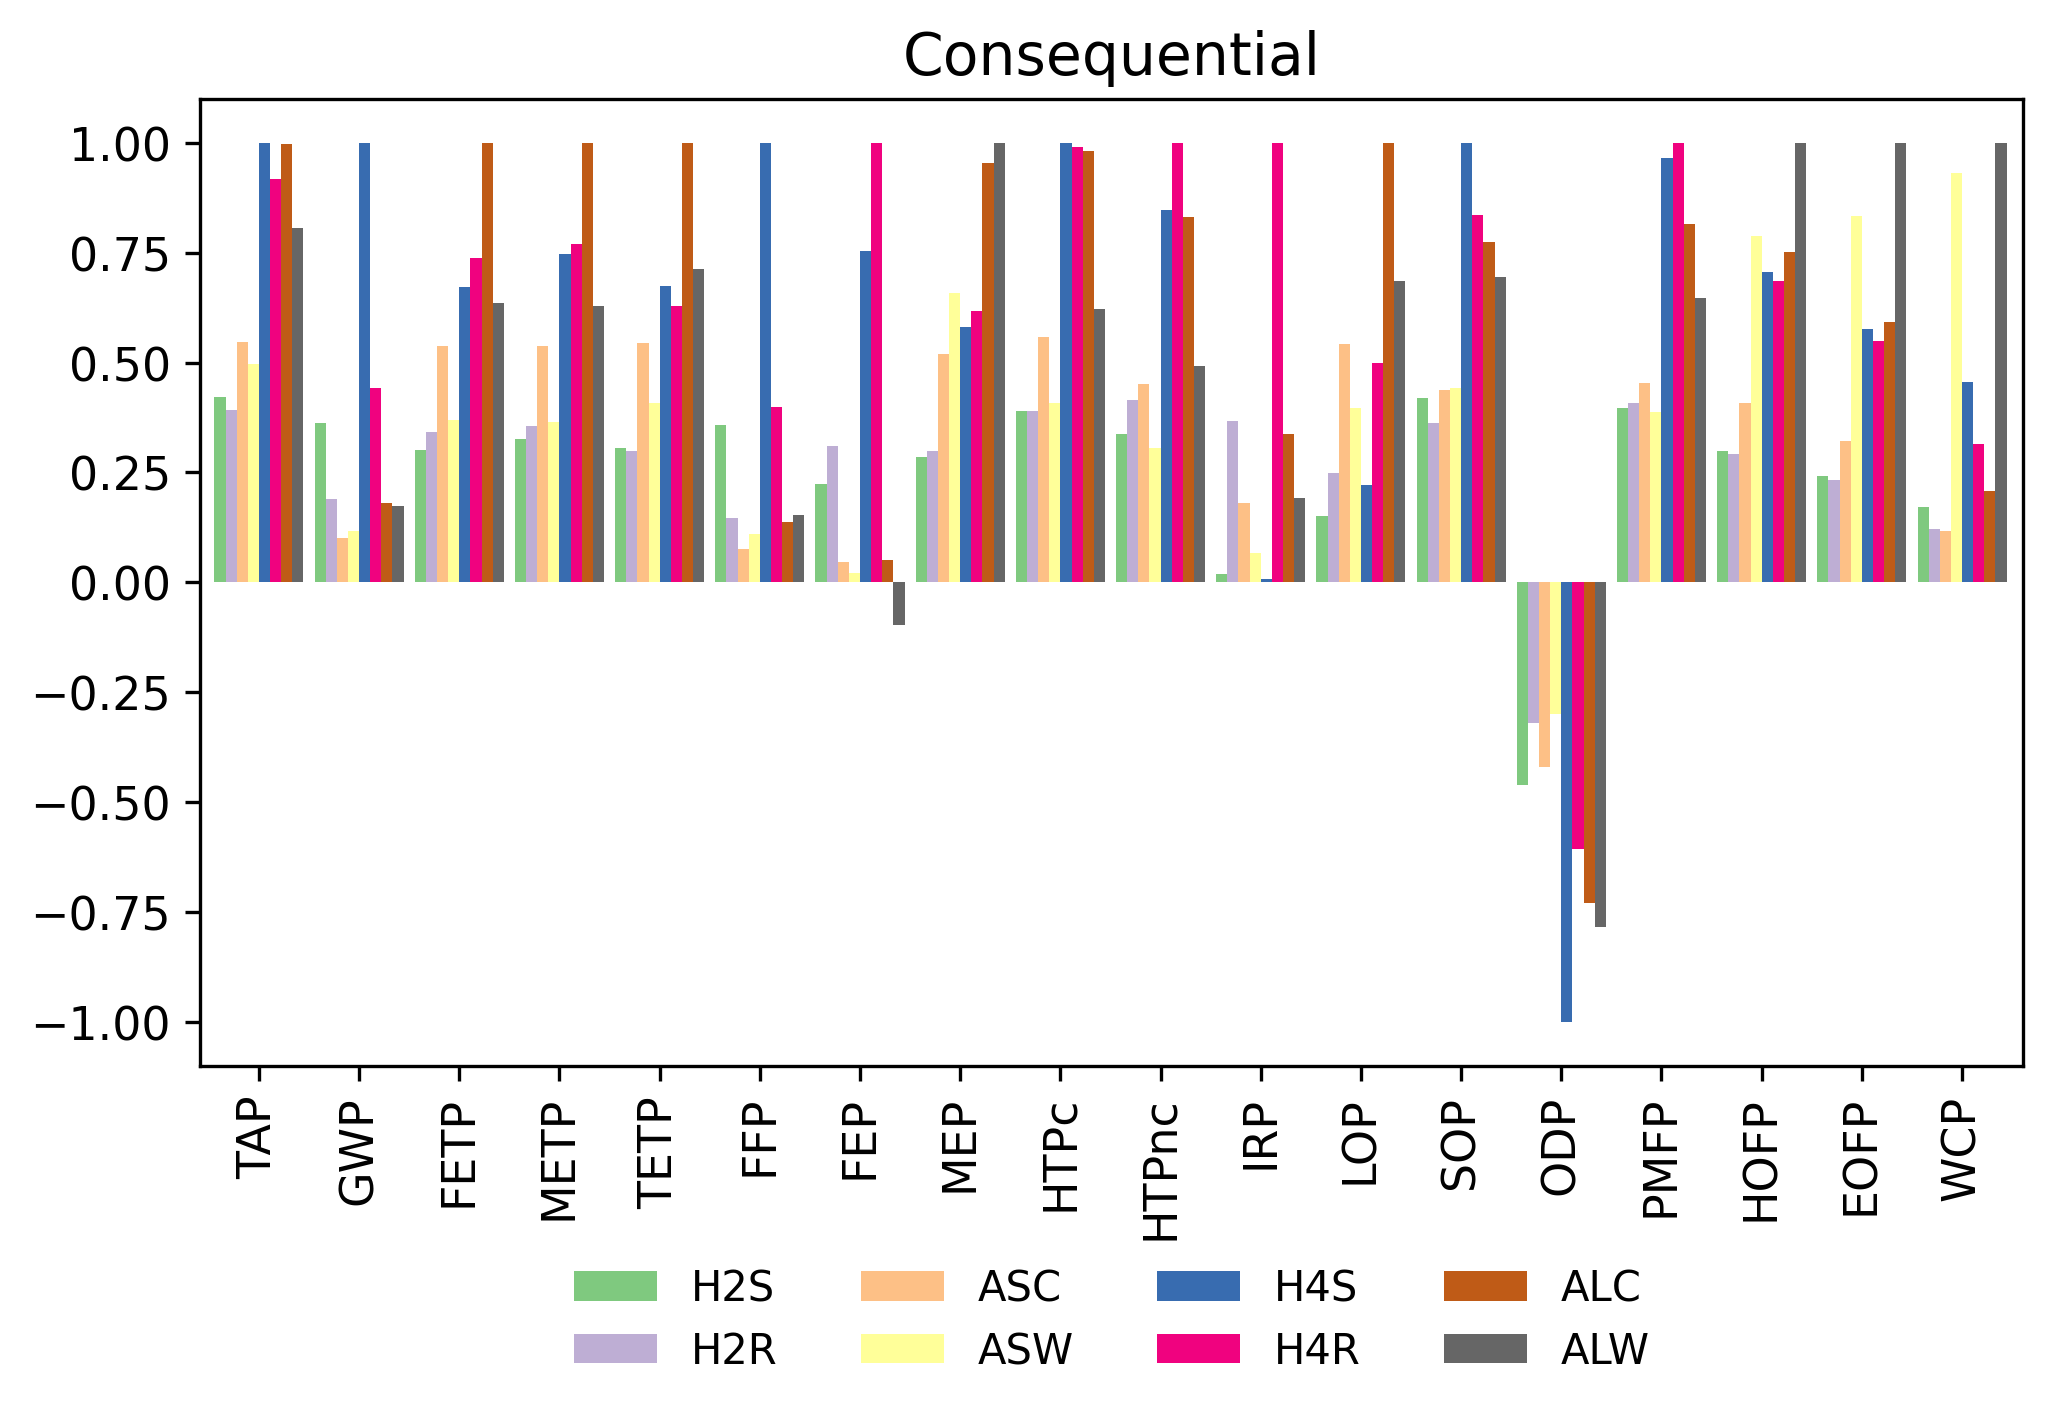 Consequential
1.00
0.75
0.50
0.25
0.00
−0.25
−0.50
−0.75
−1.00
TAP GWP FETP METP TETP FFP FEP MEP HTPc HTPnc IRP LOP SOP ODP PMFP HOFP EOFP WCP
H2S ASC H4S ALC
H2R ASW H4R ALW